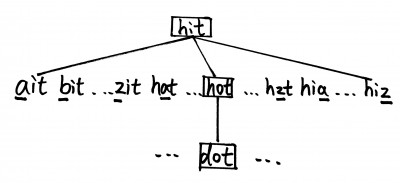 hit
ait bit ... zit hat ... hot ... hzt hia ... hiz
... dot ...